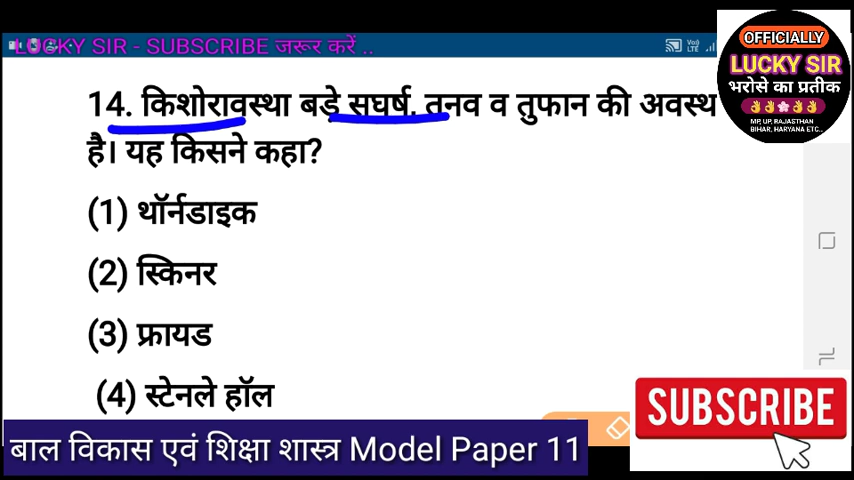 LUCKY SIR - SUBSCRIBE जरूर करें ..
OFFICIALLY
LUCKY SIR
भरोसे का प्रतीक
MP, UP, RAJASTHAN
BIHAR, HARYANA ETC..
14. किशोरावस्था बड़े सघर्ष, तनव व तुफान की अवस्थ
है। यह किसने कहा?
(1) थॉर्नडाइक
(2) स्किनर
(3) फ्रायड
(4) स्टेनले हॉल
SUBSCRIBE
बाल विकास एवं शिक्षा शास्त्र Model Paper 11